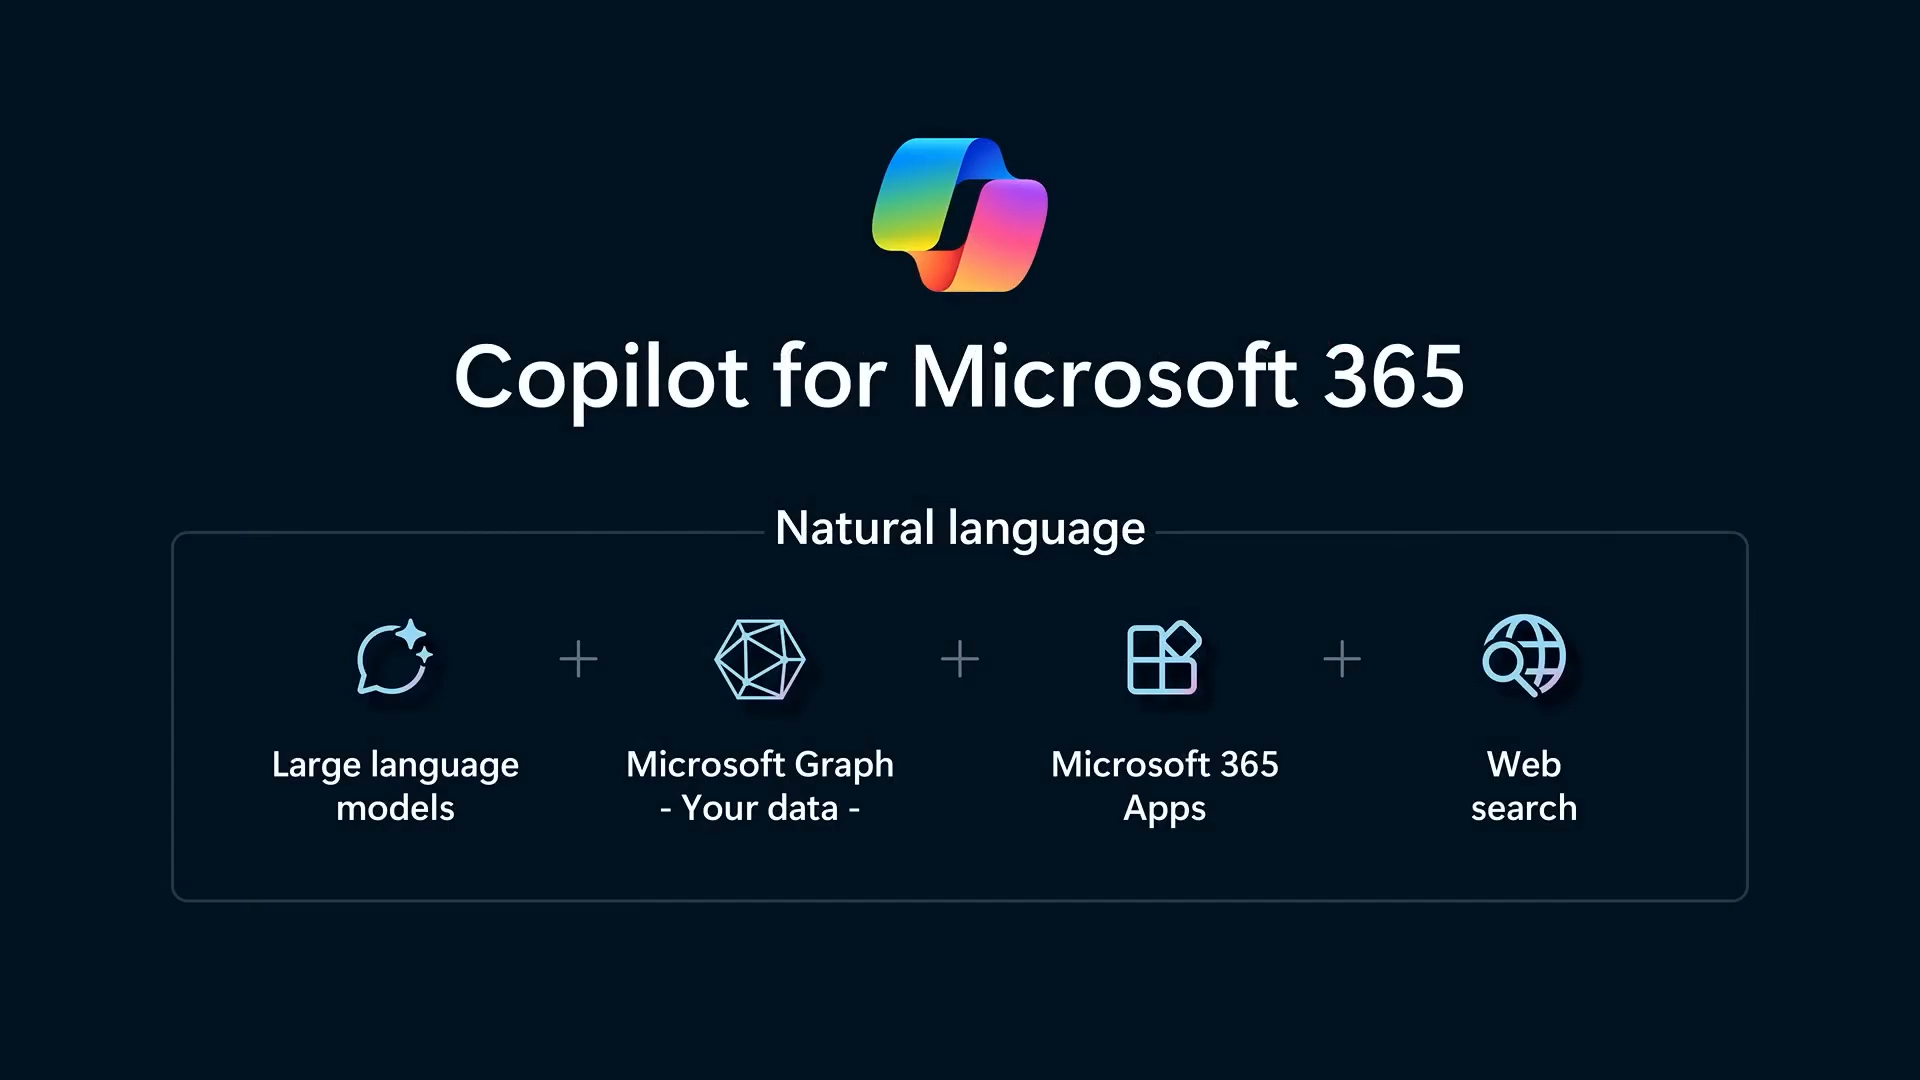 Copilot for Microsoft 365
Natural language
Large language
models
Microsoft Graph
- Your data -
Microsoft 365
Apps
Web
search